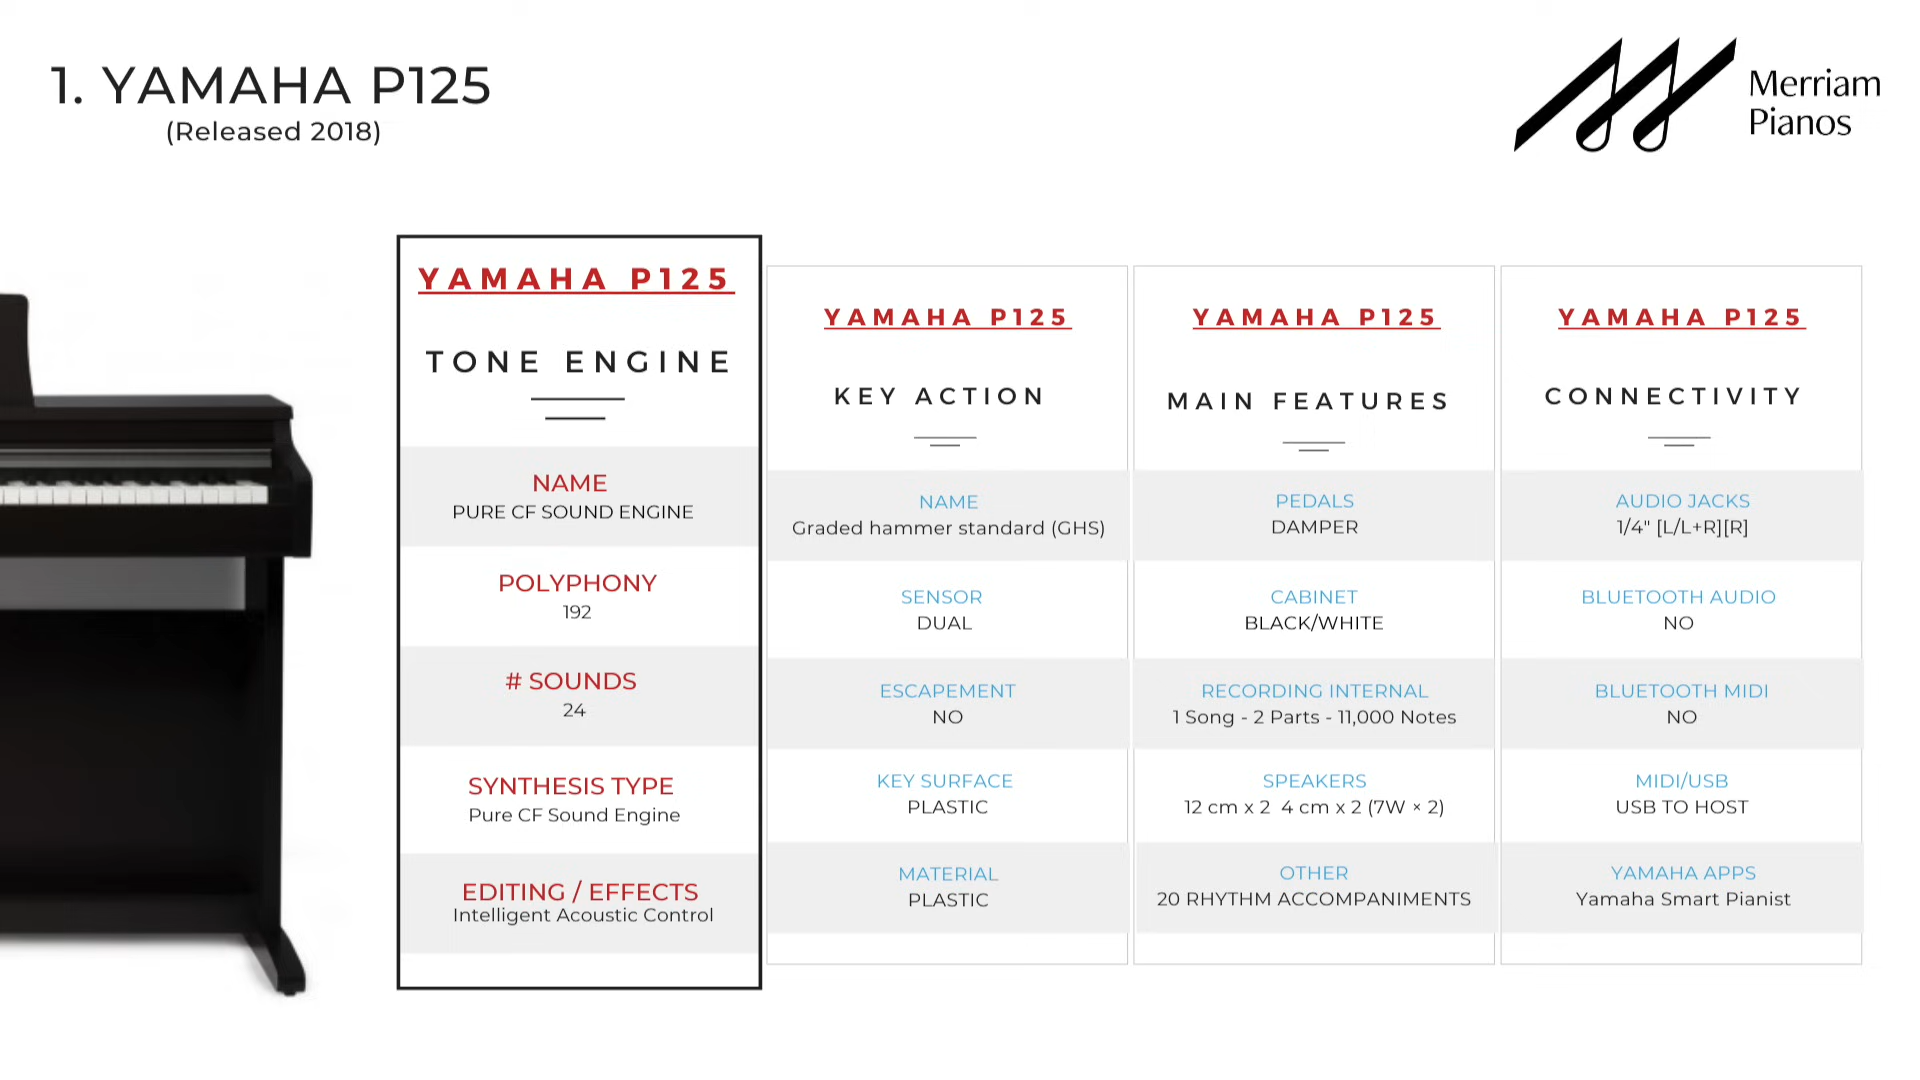 1. YAMAHA P125
(Released 2018)
Merriam
Pianos
YAMAHA P125
TONE ENGINE
NAME
PURE CF SOUND ENGINE
POLYPHONY
192
# SOUNDS
24
SYNTHESIS TYPE
Pure CF Sound Engine
EDITING / EFFECTS
Intelligent Acoustic Control
YAMAHA P125
KEY ACTION
NAME
Graded hammer standard (GHS)
SENSOR
DUAL
ESCAPEMENT
NO
KEY SURFACE
PLASTIC
MATERIAL
PLASTIC
YAMAHA P125
MAIN FEATURES
PEDALS
DAMPER
CABINET
BLACK/WHITE
RECORDING INTERNAL
1 Song - 2 Parts - 11,000 Notes
SPEAKERS
12 cm x 2 4 cm x 2 (7W × 2)
OTHER
20 RHYTHM ACCOMPANIMENTS
YAMAHA P125
CONNECTIVITY
AUDIO JACKS
1/4" [L/L+R][R]
BLUETOOTH AUDIO
NO
BLUETOOTH MIDI
NO
MIDI/USB
USB TO HOST
YAMAHA APPS
Yamaha Smart Pianist